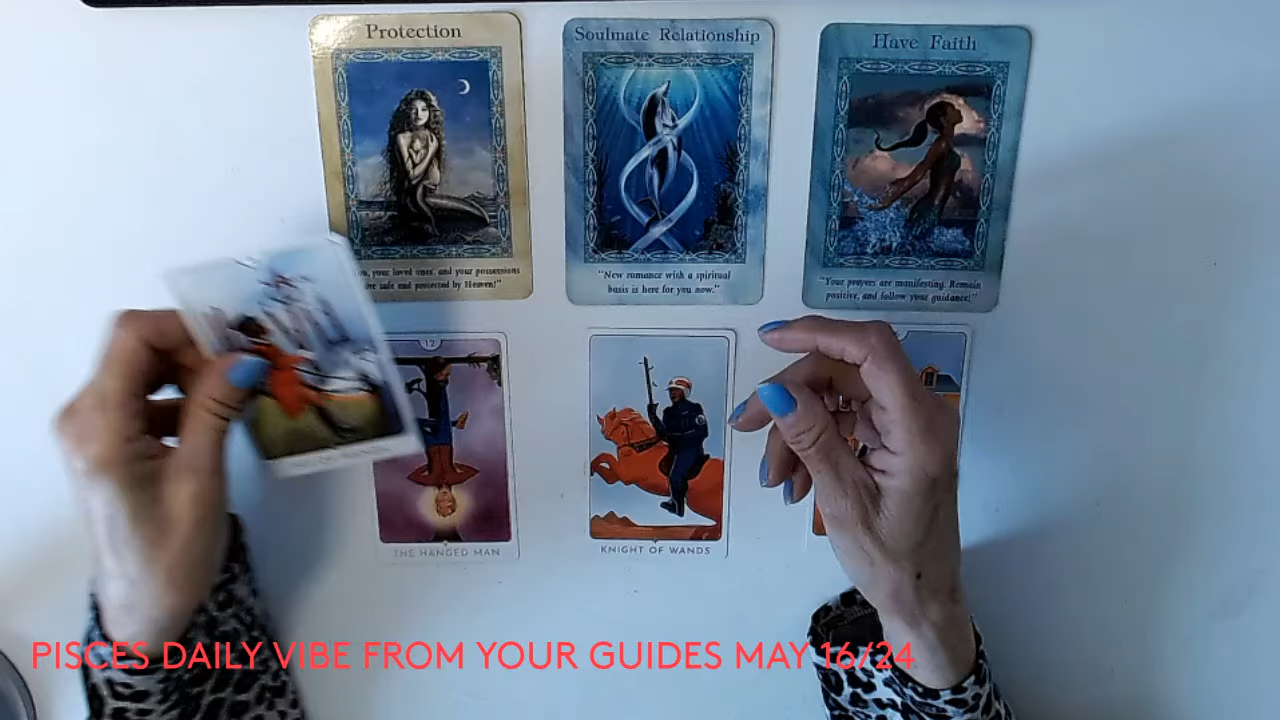 Protection
Soulmate Relationship
Have Faith
your loved ones, and your possessions
safe and protected by Heaven!"
"New romance with a spiritual
basis is here for you now."
"Your prayers are manifesting. Remain
positive, and follow your guidance!"
12
THE HANGED MAN
KNIGHT OF WANDS
PISCES DAILY VIBE FROM YOUR GUIDES MAY 16/24